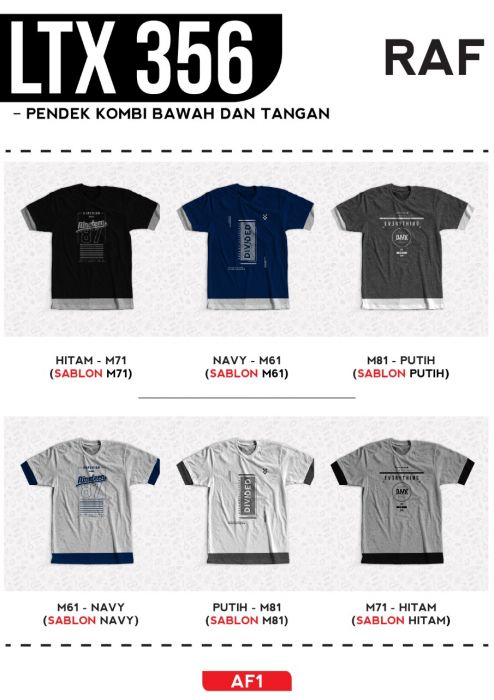 LTX 356
RAF
- PENDEK KOMBI BAWAH DAN TANGAN
Nineteen
87
DIVIDED
EVERYTHING
HITAM - M71
(SABLON M71)
NAVY - M61
(SABLON M61)
M81 - PUTIH
(SABLON PUTIH)
Nineteen
87
DIVIDED
EVERYTHING
M61 - NAVY
(SABLON NAVY)
PUTIH - M81
(SABLON M81)
M71 - HITAM
(SABLON HITAM)
AF1